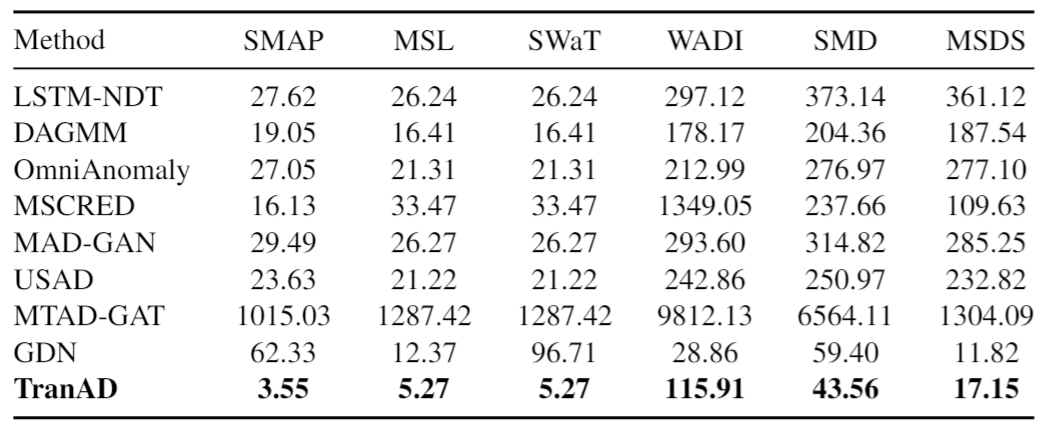 Method SMAP MSL SWaT WADI SMD MSDS
LSTM-NDT 27.62 26.24 26.24 297.12 373.14 361.12
DAGMM 19.05 16.41 16.41 178.17 204.36 187.54
OmniAnomaly 27.05 21.31 21.31 212.99 276.97 277.10
MSCRED 16.13 33.47 33.47 1349.05 237.66 109.63
MAD-GAN 29.49 26.27 26.27 293.60 314.82 285.25
USAD 23.63 21.22 21.22 242.86 250.97 232.82
MTAD-GAT 1015.03 1287.42 1287.42 9812.13 6564.11 1304.09
GDN 62.33 12.37 96.71 28.86 59.40 11.82
TranAD 3.55 5.27 5.27 115.91 43.56 17.15